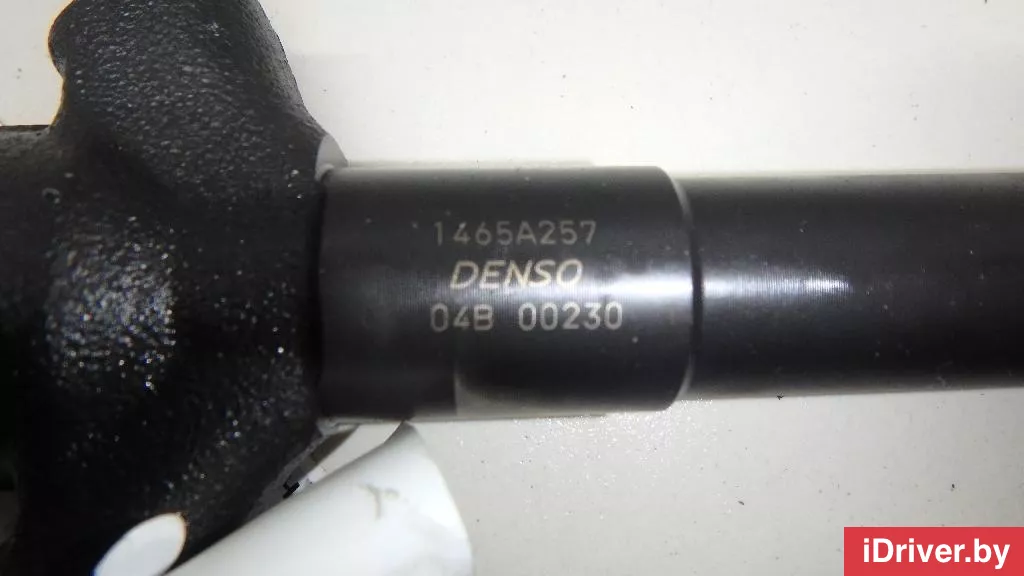 1465A257
DENSO
04B 00230
iDriver.by